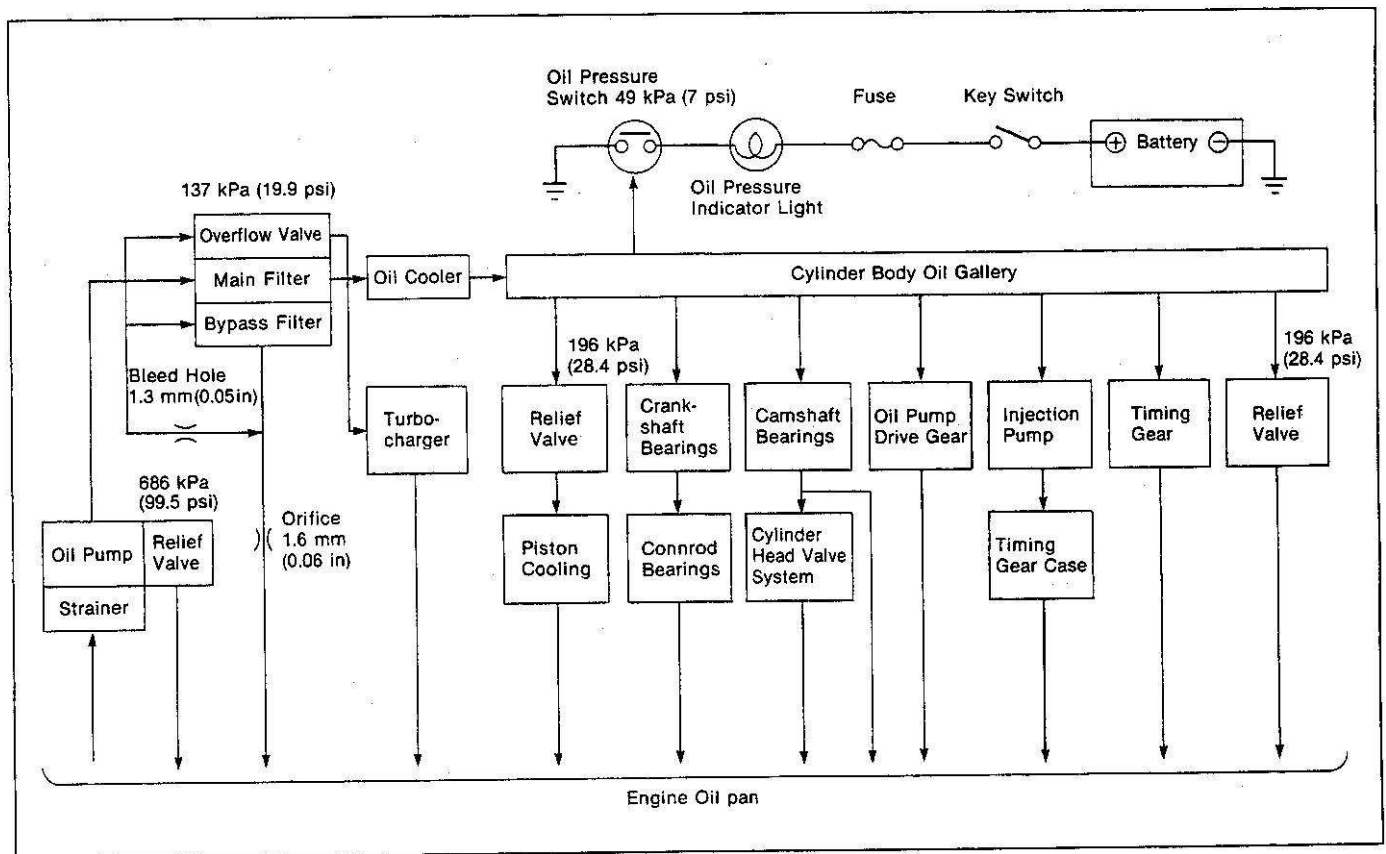 Oil Pressure
Switch 49 kPa (7 psi)
Fuse
Key Switch
Battery
Oil Pressure
Indicator Light
137 kPa (19.9 psi)
Overflow Valve
Main Filter
Bypass Filter
Oil Cooler
Cylinder Body Oil Gallery
Bleed Hole
1.3 mm(0.05in)
Turbo-
charger
196 kPa
(28.4 psi)
Relief
Valve
Crank-
shaft
Bearings
Camshaft
Bearings
Oil Pump
Drive Gear
Injection
Pump
Timing
Gear
196 kPa
(28.4 psi)
Relief
Valve
686 kPa
(99.5 psi)
Oil Pump
Relief
Valve
Strainer
Orifice
1.6 mm
(0.06 in)
Piston
Cooling
Connrod
Bearings
Cylinder
Head Valve
System
Timing
Gear Case
Engine Oil pan